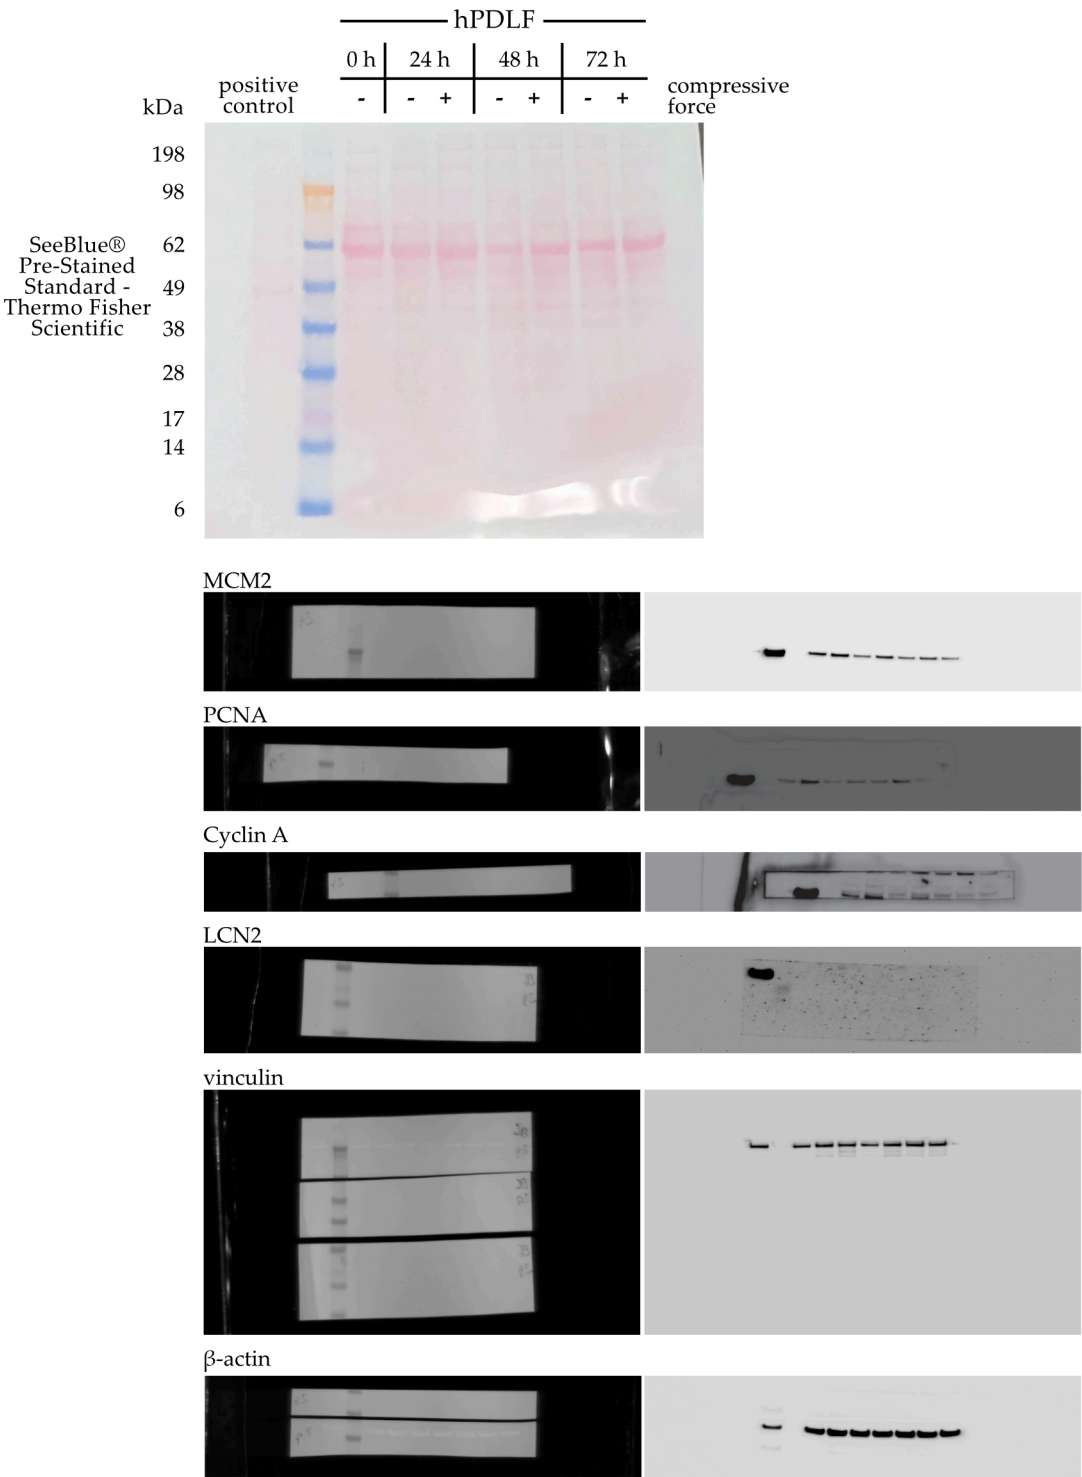 hPDLF
0 h 24 h 48 h 72 h
positive control
kDa
- - + - + - +
compressive force
198
98
62
49
38
28
17
14
6
SeeBlue®
Pre-Stained
Standard -
Thermo Fisher
Scientific
MCM2
PCNA
Cyclin A
LCN2
vinculin
β-actin